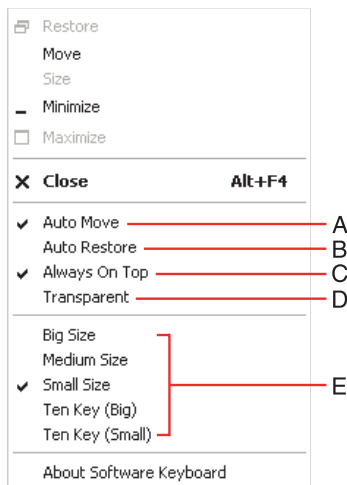 Restore
Move
Size
Minimize
Maximize
Close Alt+F4
Auto Move A
Auto Restore B
Always On Top C
Transparent D
Big Size
Medium Size
Small Size E
Ten Key (Big)
Ten Key (Small)
About Software Keyboard